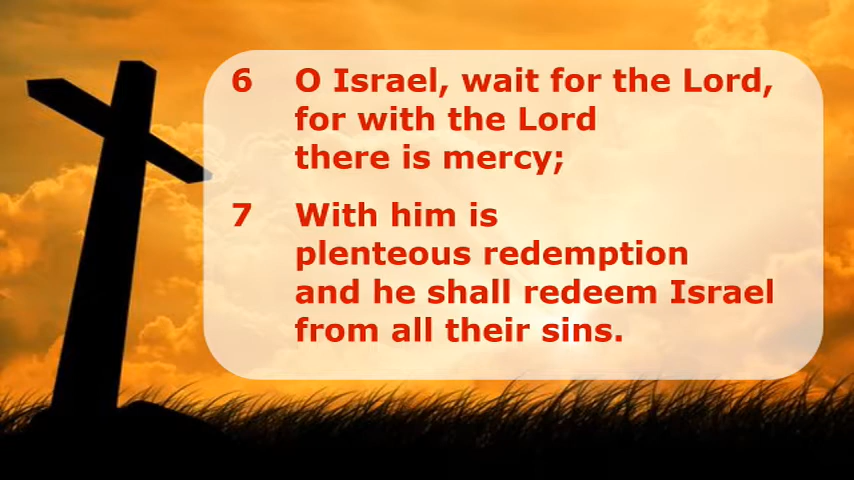 6 O Israel, wait for the Lord,
for with the Lord
there is mercy;
7 With him is
plenteous redemption
and he shall redeem Israel
from all their sins.